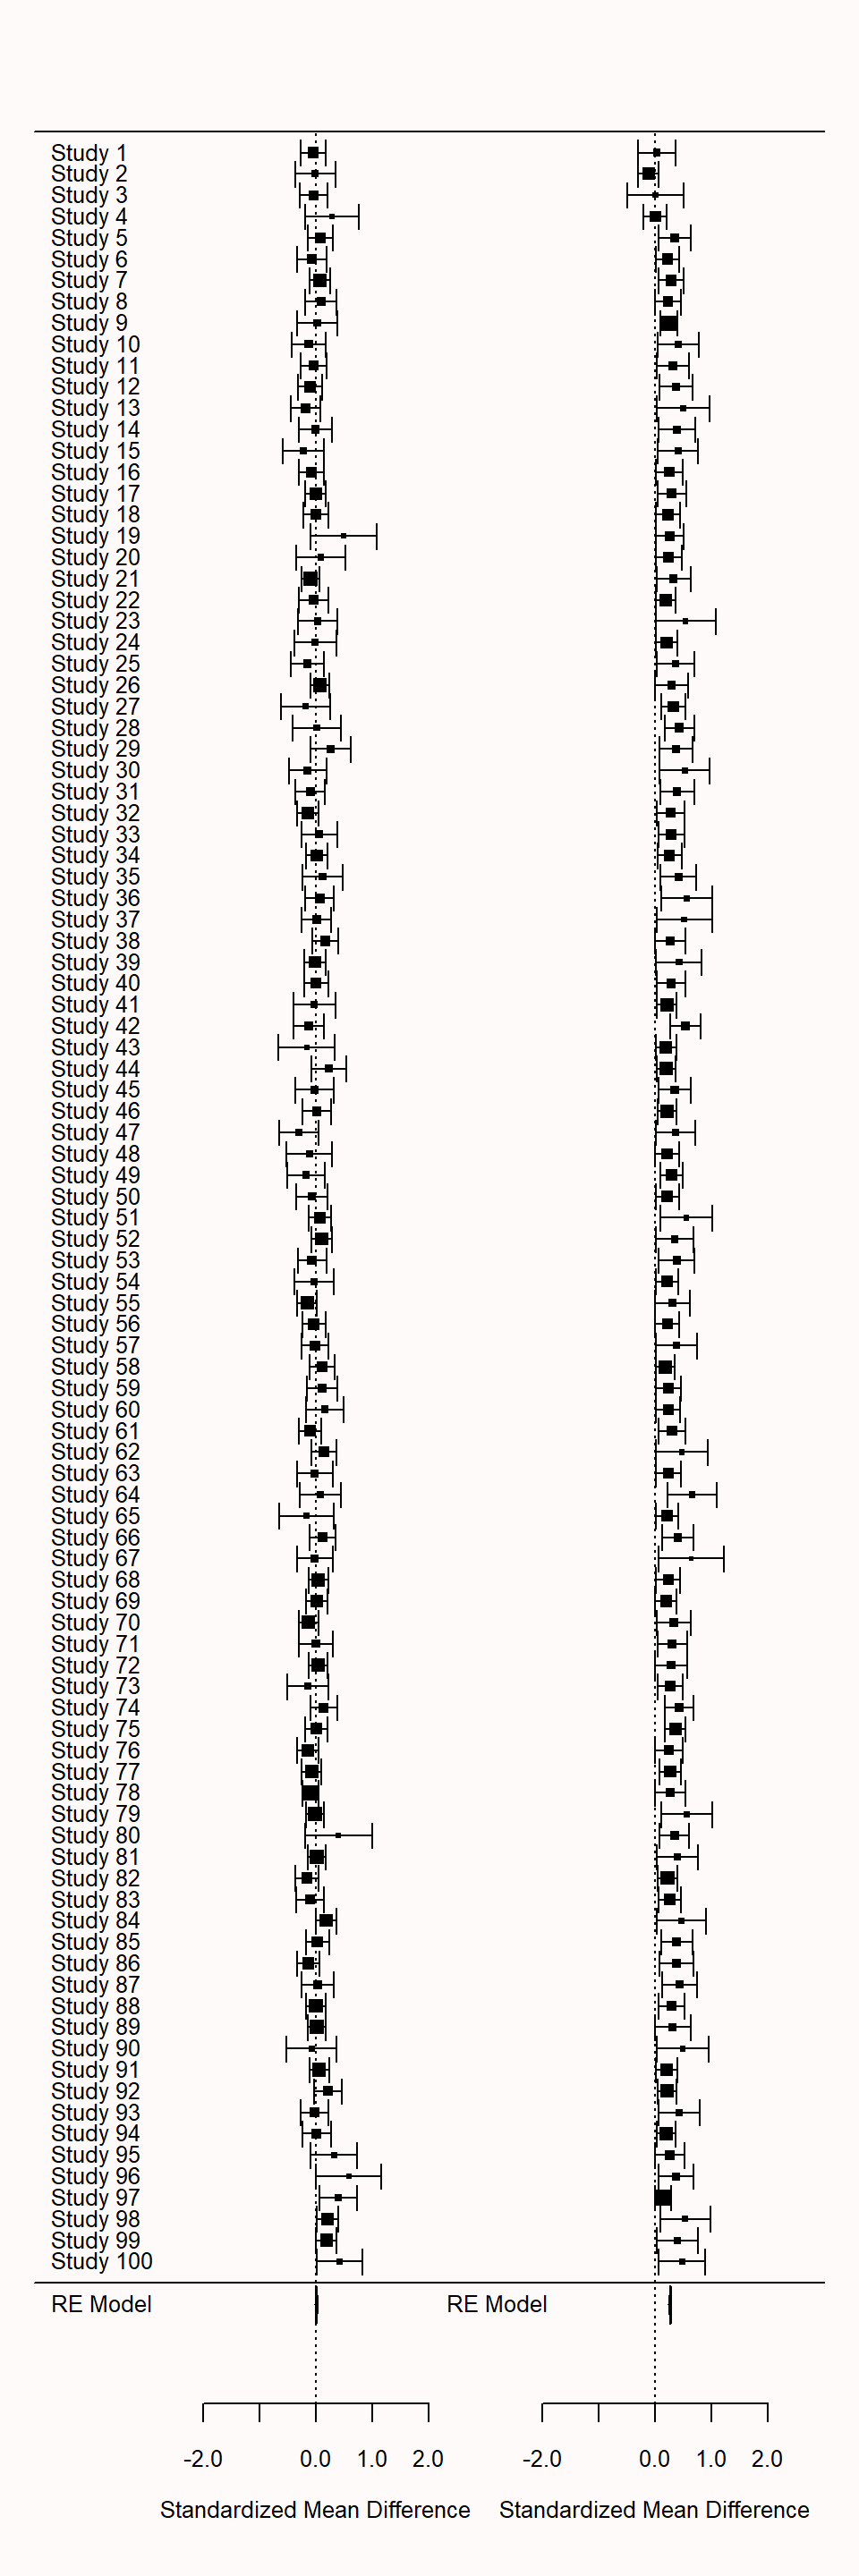 Study 1
Study 2
Study 3
Study 4
Study 5
Study 6
Study 7
Study 8
Study 9
Study 10
Study 11
Study 12
Study 13
Study 14
Study 15
Study 16
Study 17
Study 18
Study 19
Study 20
Study 21
Study 22
Study 23
Study 24
Study 25
Study 26
Study 27
Study 28
Study 29
Study 30
Study 31
Study 32
Study 33
Study 34
Study 35
Study 36
Study 37
Study 38
Study 39
Study 40
Study 41
Study 42
Study 43
Study 44
Study 45
Study 46
Study 47
Study 48
Study 49
Study 50
Study 51
Study 52
Study 53
Study 54
Study 55
Study 56
Study 57
Study 58
Study 59
Study 60
Study 61
Study 62
Study 63
Study 64
Study 65
Study 66
Study 67
Study 68
Study 69
Study 70
Study 71
Study 72
Study 73
Study 74
Study 75
Study 76
Study 77
Study 78
Study 79
Study 80
Study 81
Study 82
Study 83
Study 84
Study 85
Study 86
Study 87
Study 88
Study 89
Study 90
Study 91
Study 92
Study 93
Study 94
Study 95
Study 96
Study 97
Study 98
Study 99
Study 100
RE Model RE Model
-2.0 0.0 1.0 2.0 -2.0 0.0 1.0 2.0
Standardized Mean Difference Standardized Mean Difference